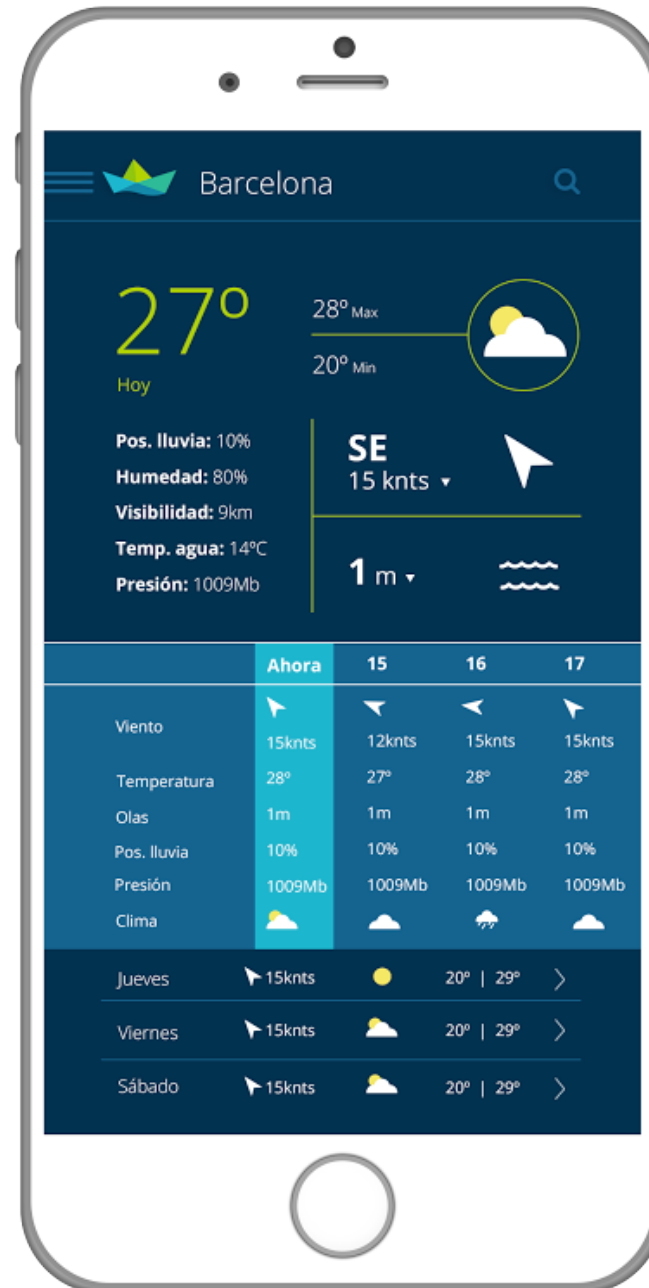 Barcelona
27º
28º Max
20º Min
Hoy
Pos. lluvia: 10%
Humedad: 80%
Visibilidad: 9km
Temp. agua: 14ºC
Presión: 1009Mb
SE
15 knts
1 m
Ahora 15 16 17
Viento 15knts 12knts 15knts 15knts
Temperatura 28º 27º 28º 28º
Olas 1m 1m 1m 1m
Pos. lluvia 10% 10% 10% 10%
Presión 1009Mb 1009Mb 1009Mb 1009Mb
Clima
Jueves 15knts 20º | 29º
Viernes 15knts 20º | 29º
Sábado 15knts 20º | 29º